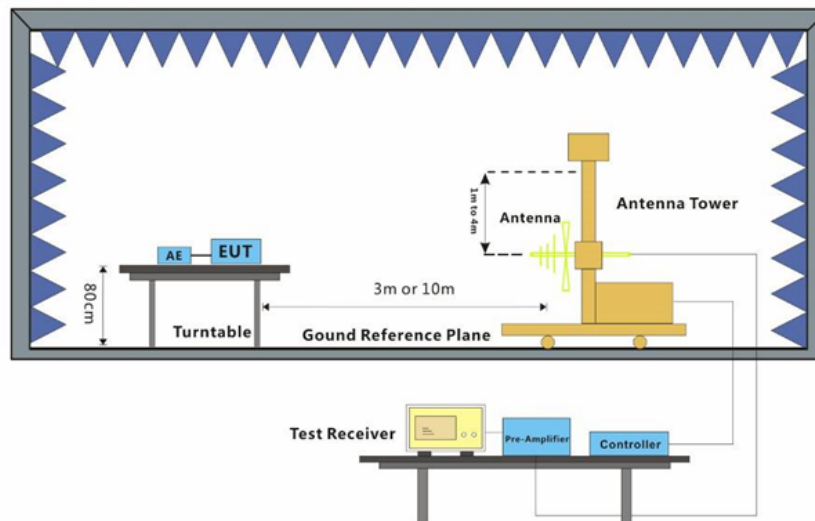 1m to 4m
Antenna
Antenna Tower
AE
EUT
80cm
3m or 10m
Turntable
Gound Reference Plane
Test Receiver
Pre-Amplifier
Controller